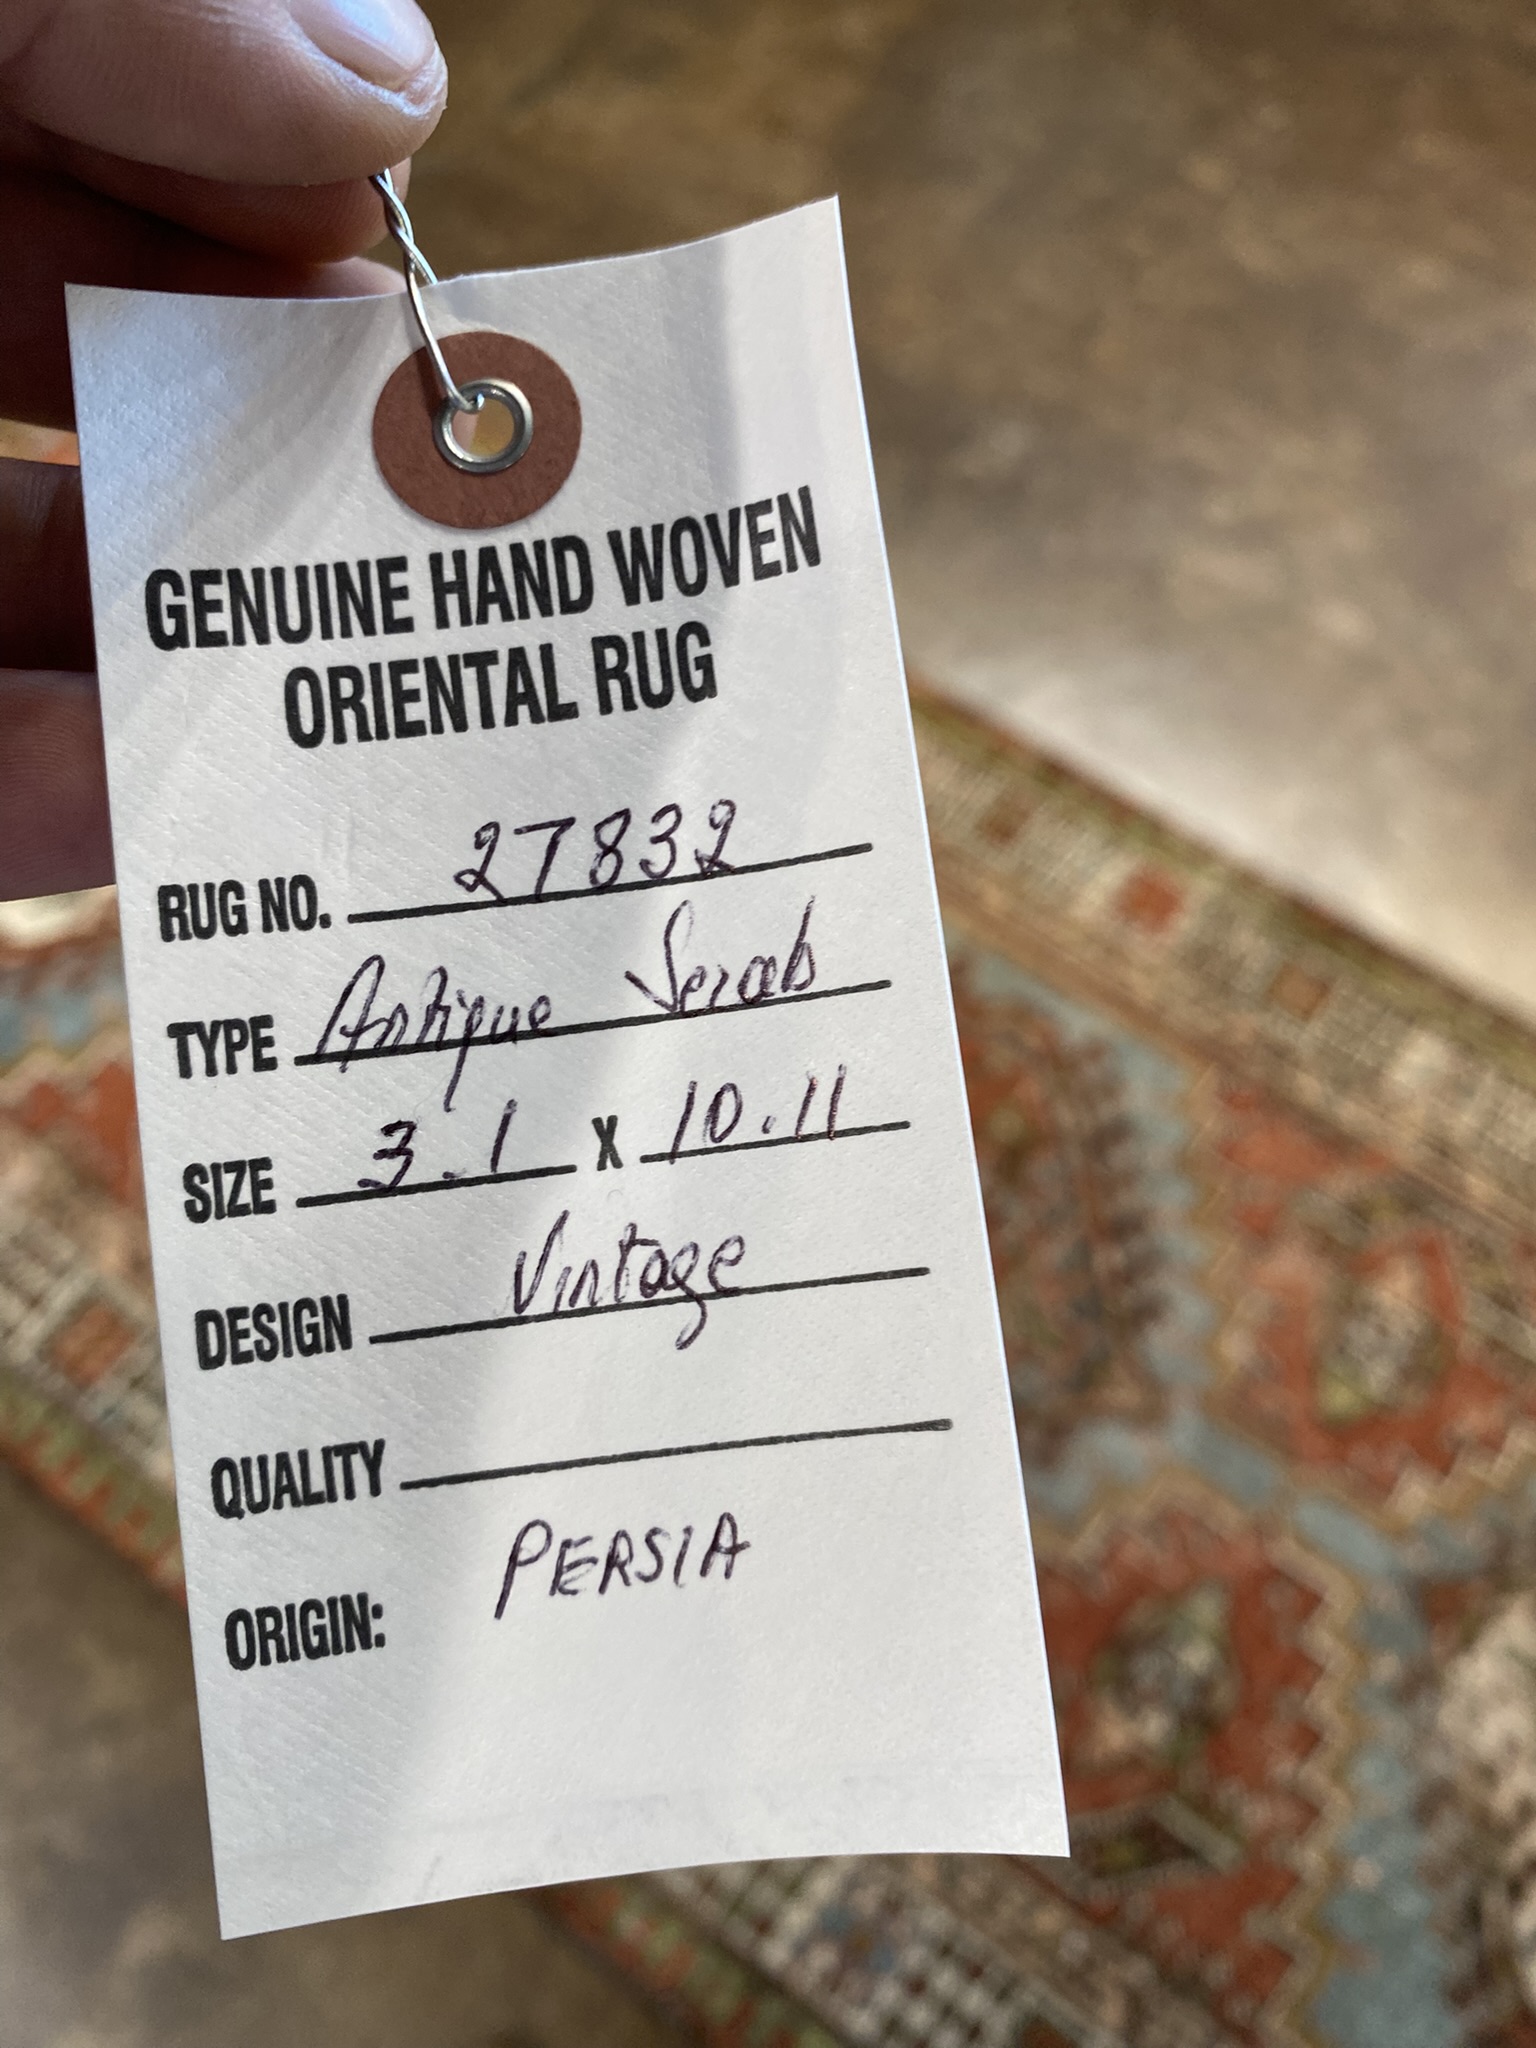 GENUINE HAND WOVEN
ORIENTAL RUG
RUG NO. 27832
TYPE Antique Serab
SIZE 3.1 X 10.11
DESIGN Vintage
QUALITY
ORIGIN: PERSIA